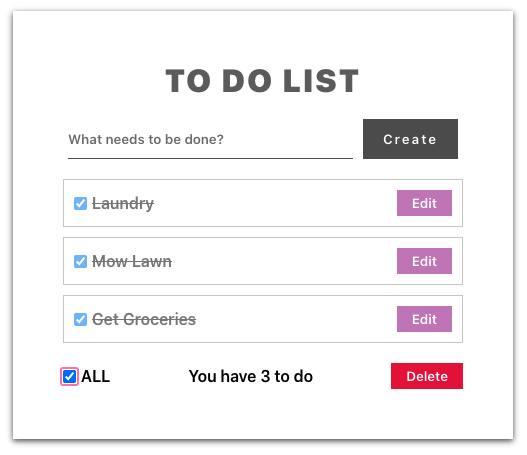 TO DO LIST
What needs to be done? Create
Laundry Edit
Mow Lawn Edit
Get Groceries Edit
ALL You have 3 to do Delete